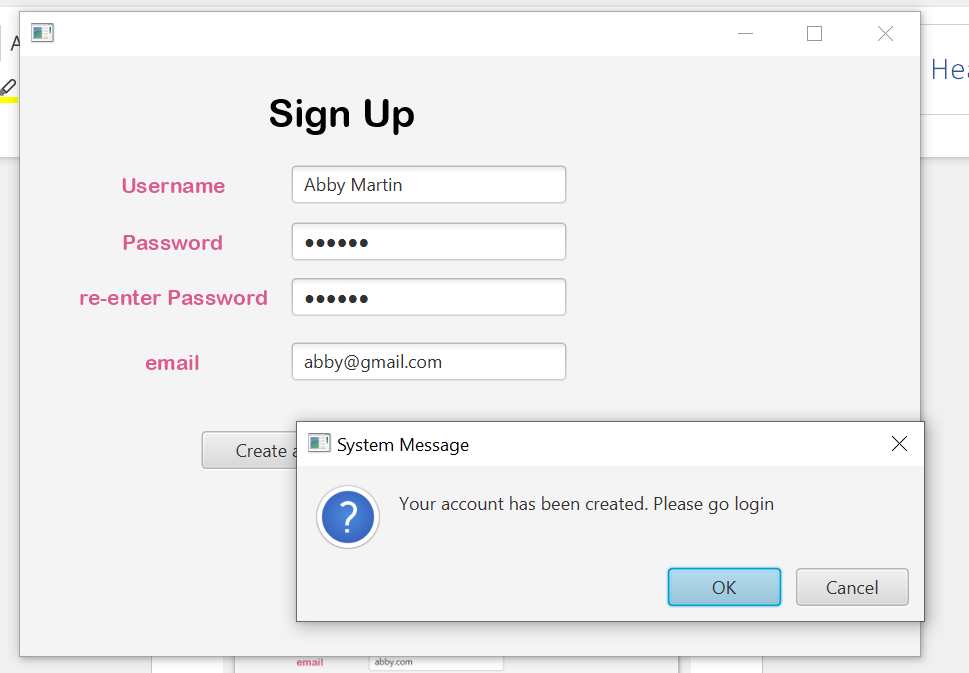 Sign Up
Username
Abby Martin
Password
re-enter Password
email
abby@gmail.com
Create
System Message
Your account has been created. Please go login
?
OK
Cancel
email
abby.com